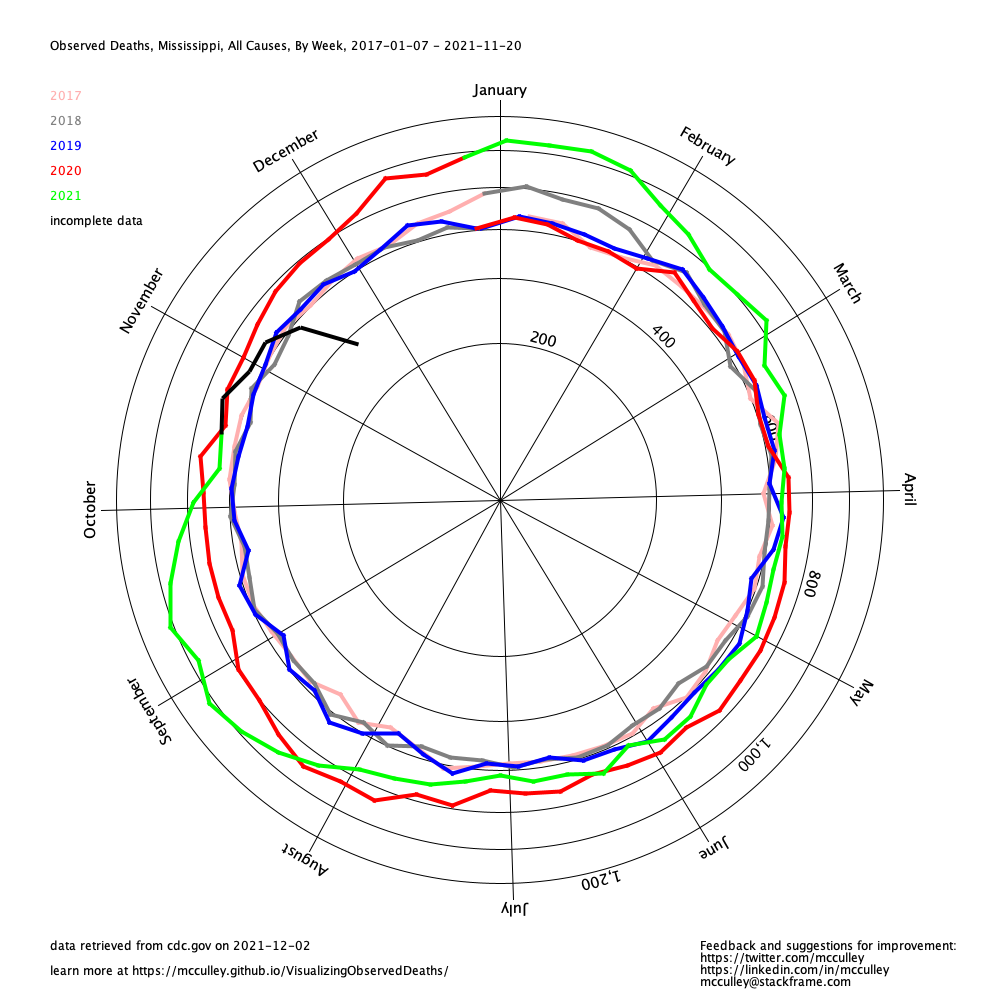 Observed Deaths, Mississippi, All Causes, By Week, 2017-01-07 - 2021-11-20
2017
2018
2019
2020
2021
incomplete data
January
February
March
April
May
June
July
August
September
October
November
December
200
400
600
800
1,000
1,200
data retrieved from cdc.gov on 2021-12-02
learn more at https://mcculley.github.io/VisualizingObservedDeaths/
Feedback and suggestions for improvement:
https://twitter.com/mcculley
https://linkedin.com/in/mcculley
mcculley@stackframe.com